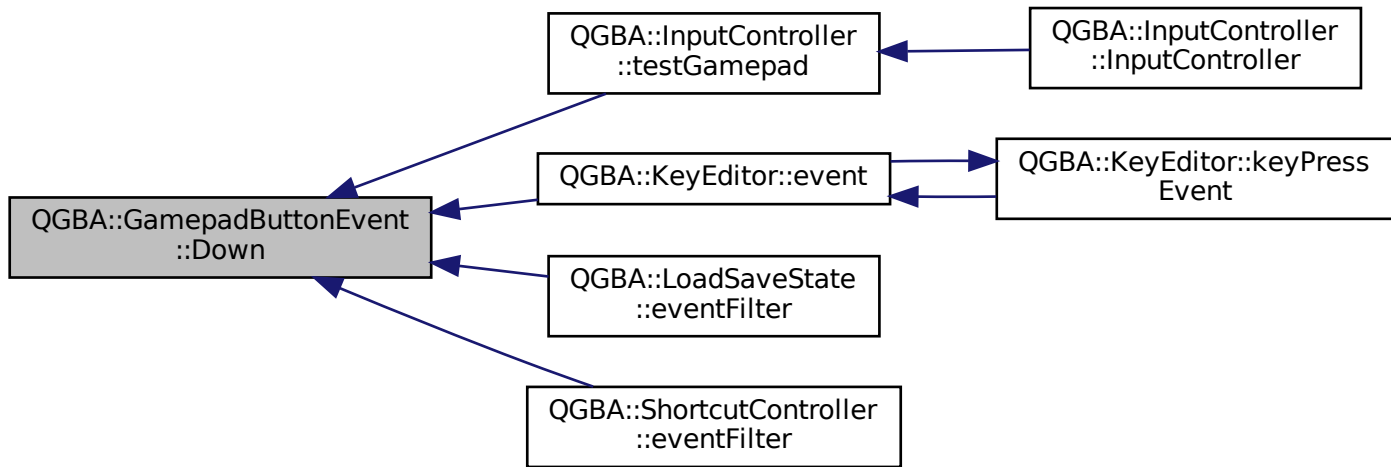 QGBA::GamepadButtonEvent
::Down
QGBA::InputController
::testGamepad
QGBA::InputController
::InputController
QGBA::KeyEditor::event
QGBA::KeyEditor::keyPress
Event
QGBA::LoadSaveState
::eventFilter
QGBA::ShortcutController
::eventFilter